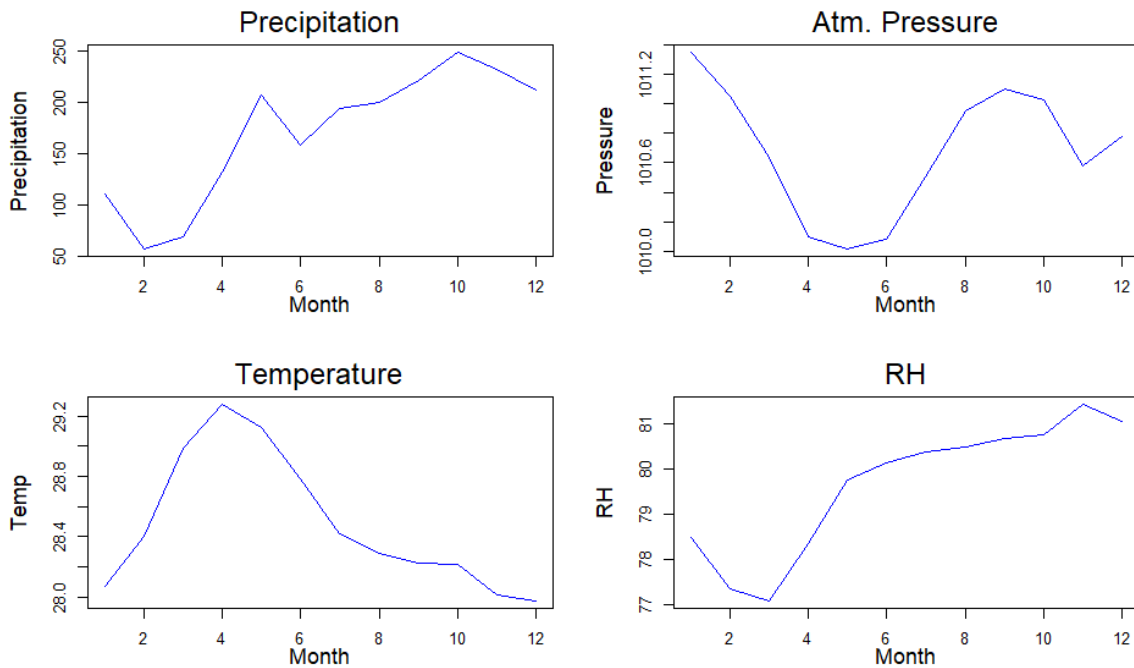 Precipitation
Precipitation
250
200
150
100
50
2 4 6 8 10 12
Month
Atm. Pressure
Pressure
1011.2
1010.6
1010.0
2 4 6 8 10 12
Month
Temperature
Temp
29.2
28.8
28.4
28.0
2 4 6 8 10 12
Month
RH
RH
81
80
79
78
77
2 4 6 8 10 12
Month